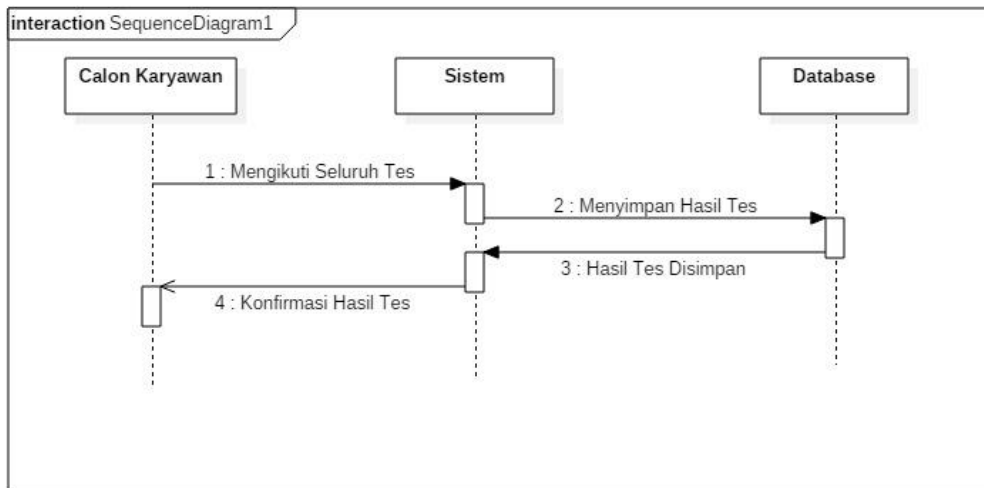 interaction SequenceDiagram1
Calon Karyawan
Sistem
Database
1 : Mengikuti Seluruh Tes
2 : Menyimpan Hasil Tes
3 : Hasil Tes Disimpan
4 : Konfirmasi Hasil Tes